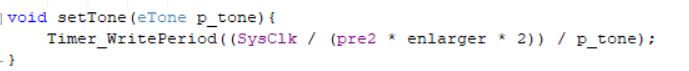 void setTone(eTone p_tone){
Timer_WritePeriod((SysClk / (pre2 * enlarger * 2)) / p_tone);
}